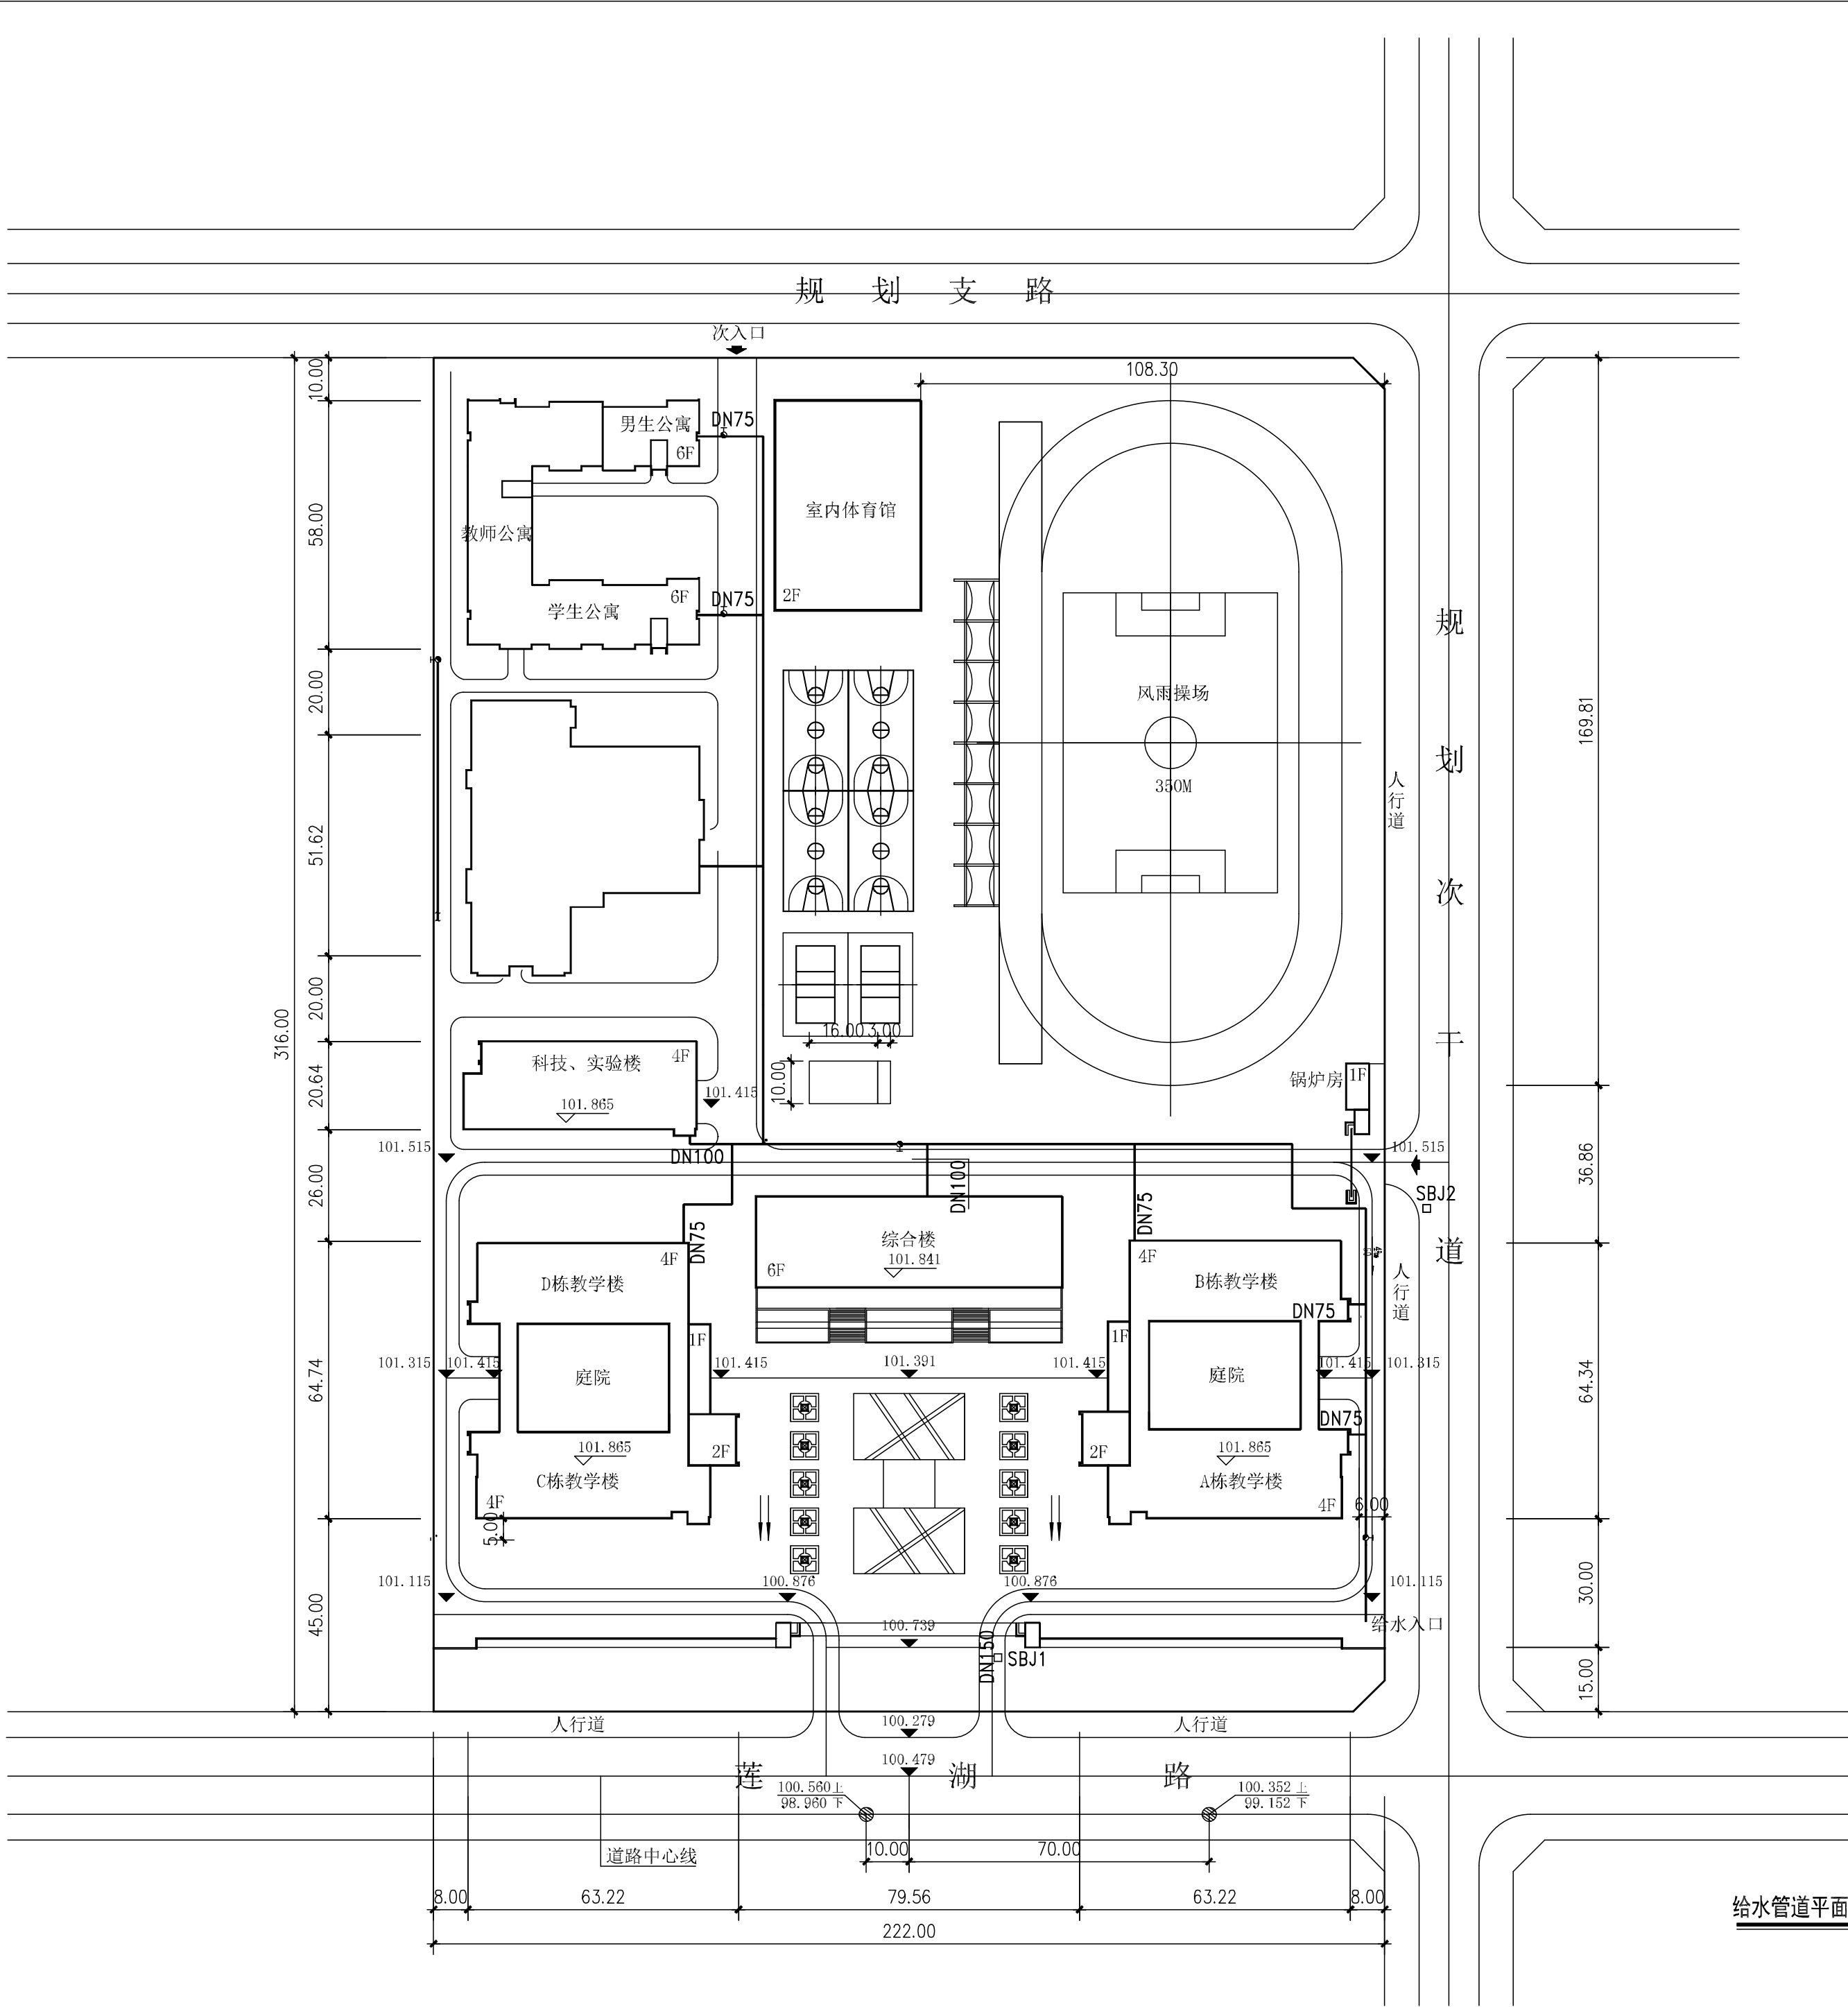 规 划 支 路
次入口
108.30
10.00
男生公寓
DN75
6F
58.00
室内体育馆
教师公寓
2F
6F
DN75
学生公寓
规
划
次
干
道
20.00
风雨操场
169.81
350M
人行道
51.62
20.00
316.00
16.00
3.00
10.00
科技、实验楼
4F
101.865
101.415
锅炉房
1F
20.64
101.515
DN100
101.515
36.86
26.00
DN100
DN75
SBJ2
DN75
综合楼
101.841
6F
4F
D栋教学楼
4F
B栋教学楼
人行道
DN75
1F
1F
101.315
101.415
101.415
101.391
101.415
101.415
101.315
64.74
庭院
庭院
64.34
DN75
101.865
2F
2F
101.865
C栋教学楼
A栋教学楼
4F
4F
6.00
5.00
101.115
100.876
100.876
101.115
45.00
30.00
给水入口
100.739
DN150
SBJ1
15.00
人行道
100.279
人行道
100.479
莲 湖 路
100.560上
98.960下
100.352上
99.152下
10.00
70.00
道路中心线
8.00
63.22
79.56
63.22
8.00
222.00
给水管道平面